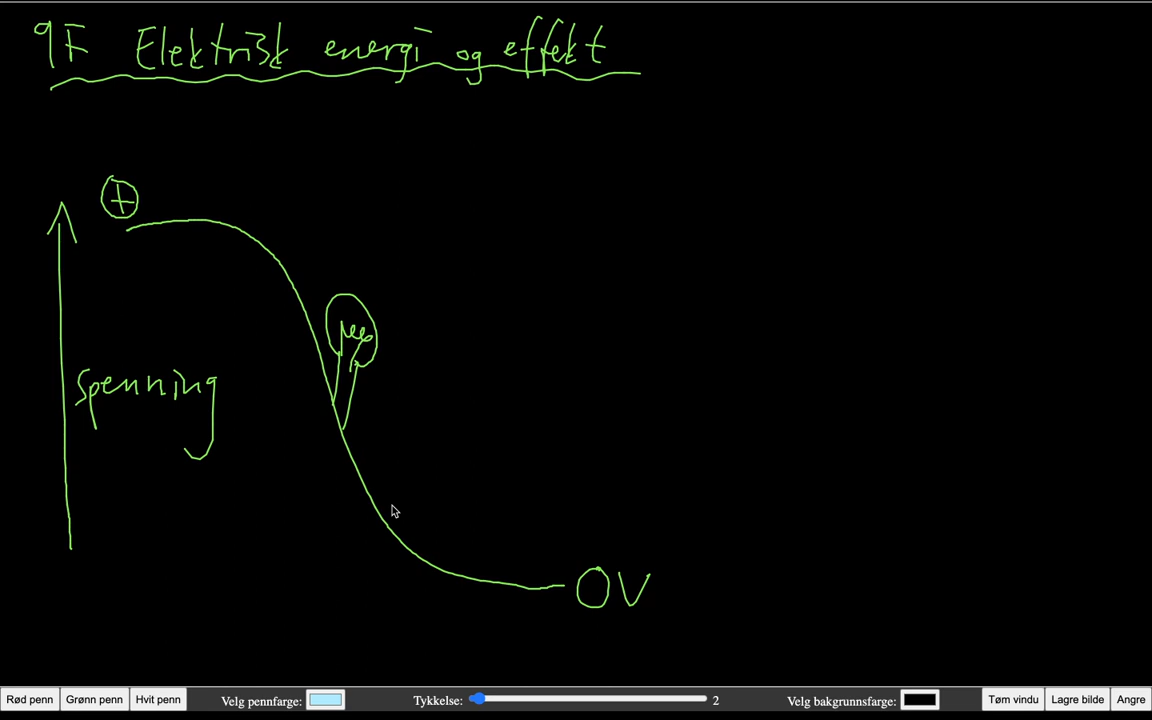 9F Elektrisk energi og effekt
+
spenning
0V
Rød penn Grønn penn Hvit penn Velg pennfarge: Tykkelse: 2 Velg bakgrunnsfarge: Tøm vindu Lagre bilde Angre